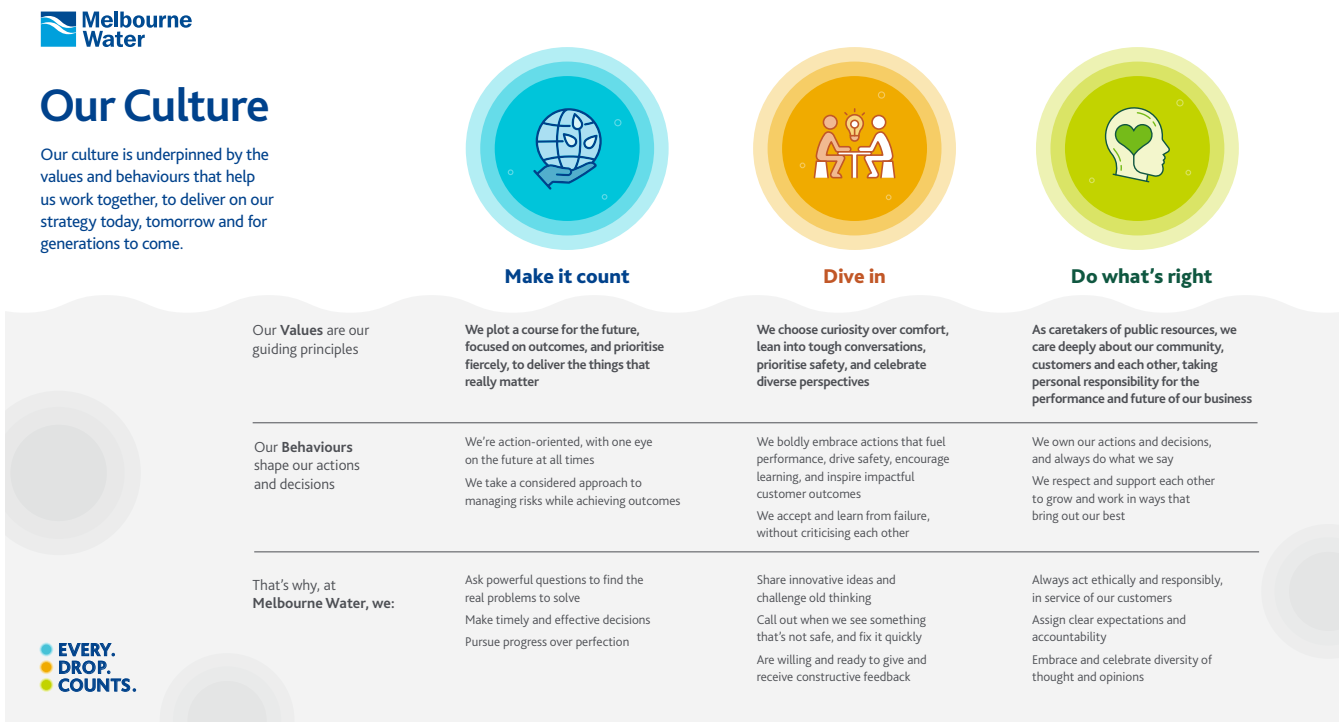 Melbourne
Water
Our Culture
Our culture is underpinned by the
values and behaviours that help
us work together, to deliver on our
strategy today, tomorrow and for
generations to come.
Make it count
Dive in
Do what's right
Our Values are our
guiding principles
We plot a course for the future,
focused on outcomes, and prioritise
fiercely, to deliver the things that
really matter
We choose curiosity over comfort,
lean into tough conversations,
prioritise safety, and celebrate
diverse perspectives
As caretakers of public resources, we
care deeply about our community,
customers and each other, taking
personal responsibility for the
performance and future of our business
Our Behaviours
shape our actions
and decisions
We're action-oriented, with one eye
on the future at all times
We take a considered approach to
managing risks while achieving outcomes
We boldly embrace actions that fuel
performance, drive safety, encourage
learning, and inspire impactful
customer outcomes
We accept and learn from failure,
without criticising each other
We own our actions and decisions,
and always do what we say
We respect and support each other
to grow and work in ways that
bring out our best
That's why, at
Melbourne Water, we:
Ask powerful questions to find the
real problems to solve
Make timely and effective decisions
Pursue progress over perfection
Share innovative ideas and
challenge old thinking
Call out when we see something
that's not safe, and fix it quickly
Are willing and ready to give and
receive constructive feedback
Always act ethically and responsibly,
in service of our customers
Assign clear expectations and
accountability
Embrace and celebrate diversity of
thought and opinions
EVERY.
DROP.
COUNTS.